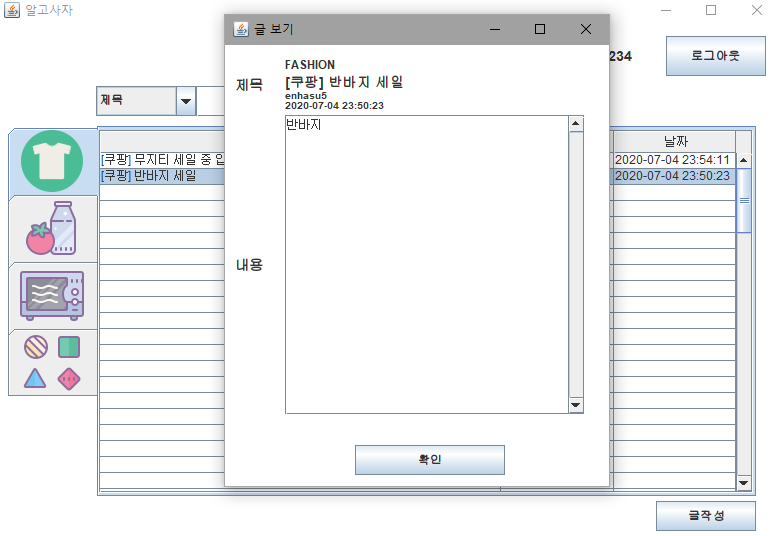 알고사자
글 보기
234
로그아웃
제목
FASHION
제목
[쿠팡] 반바지 세일
enhasu5
2020-07-04 23:50:23
반바지
내용
확인
날짜
[쿠팡] 무지티 세일 중 입
2020-07-04 23:54:11
[쿠팡] 반바지 세일
2020-07-04 23:50:23
글작성